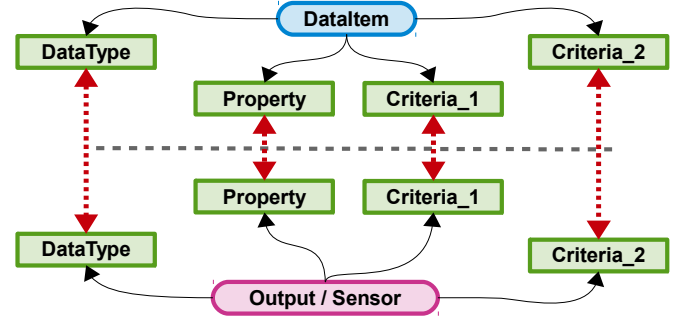 DataItem
DataType
Criteria_2
Property
Criteria_1
Property
Criteria_1
DataType
Criteria_2
Output / Sensor